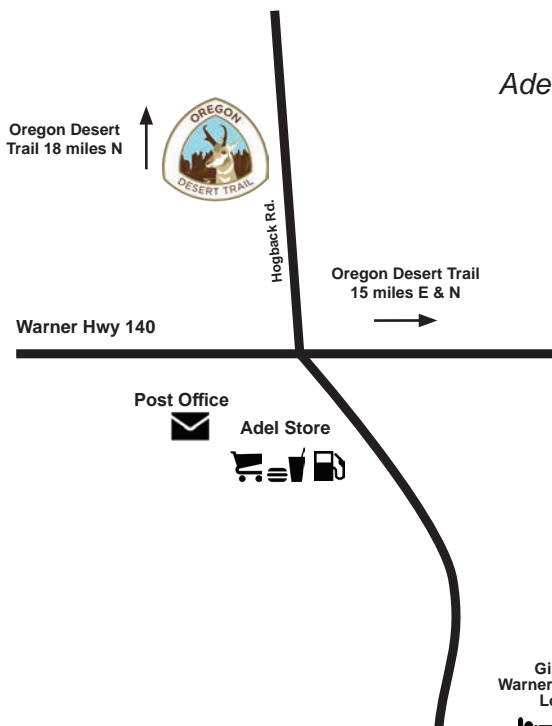 Ade
OREGON
DESERT TRAIL
Oregon Desert
Trail 18 miles N
Hogback Rd.
Oregon Desert Trail
15 miles E & N
Warner Hwy 140
Post Office
Adel Store
Gi
Warner
Lo